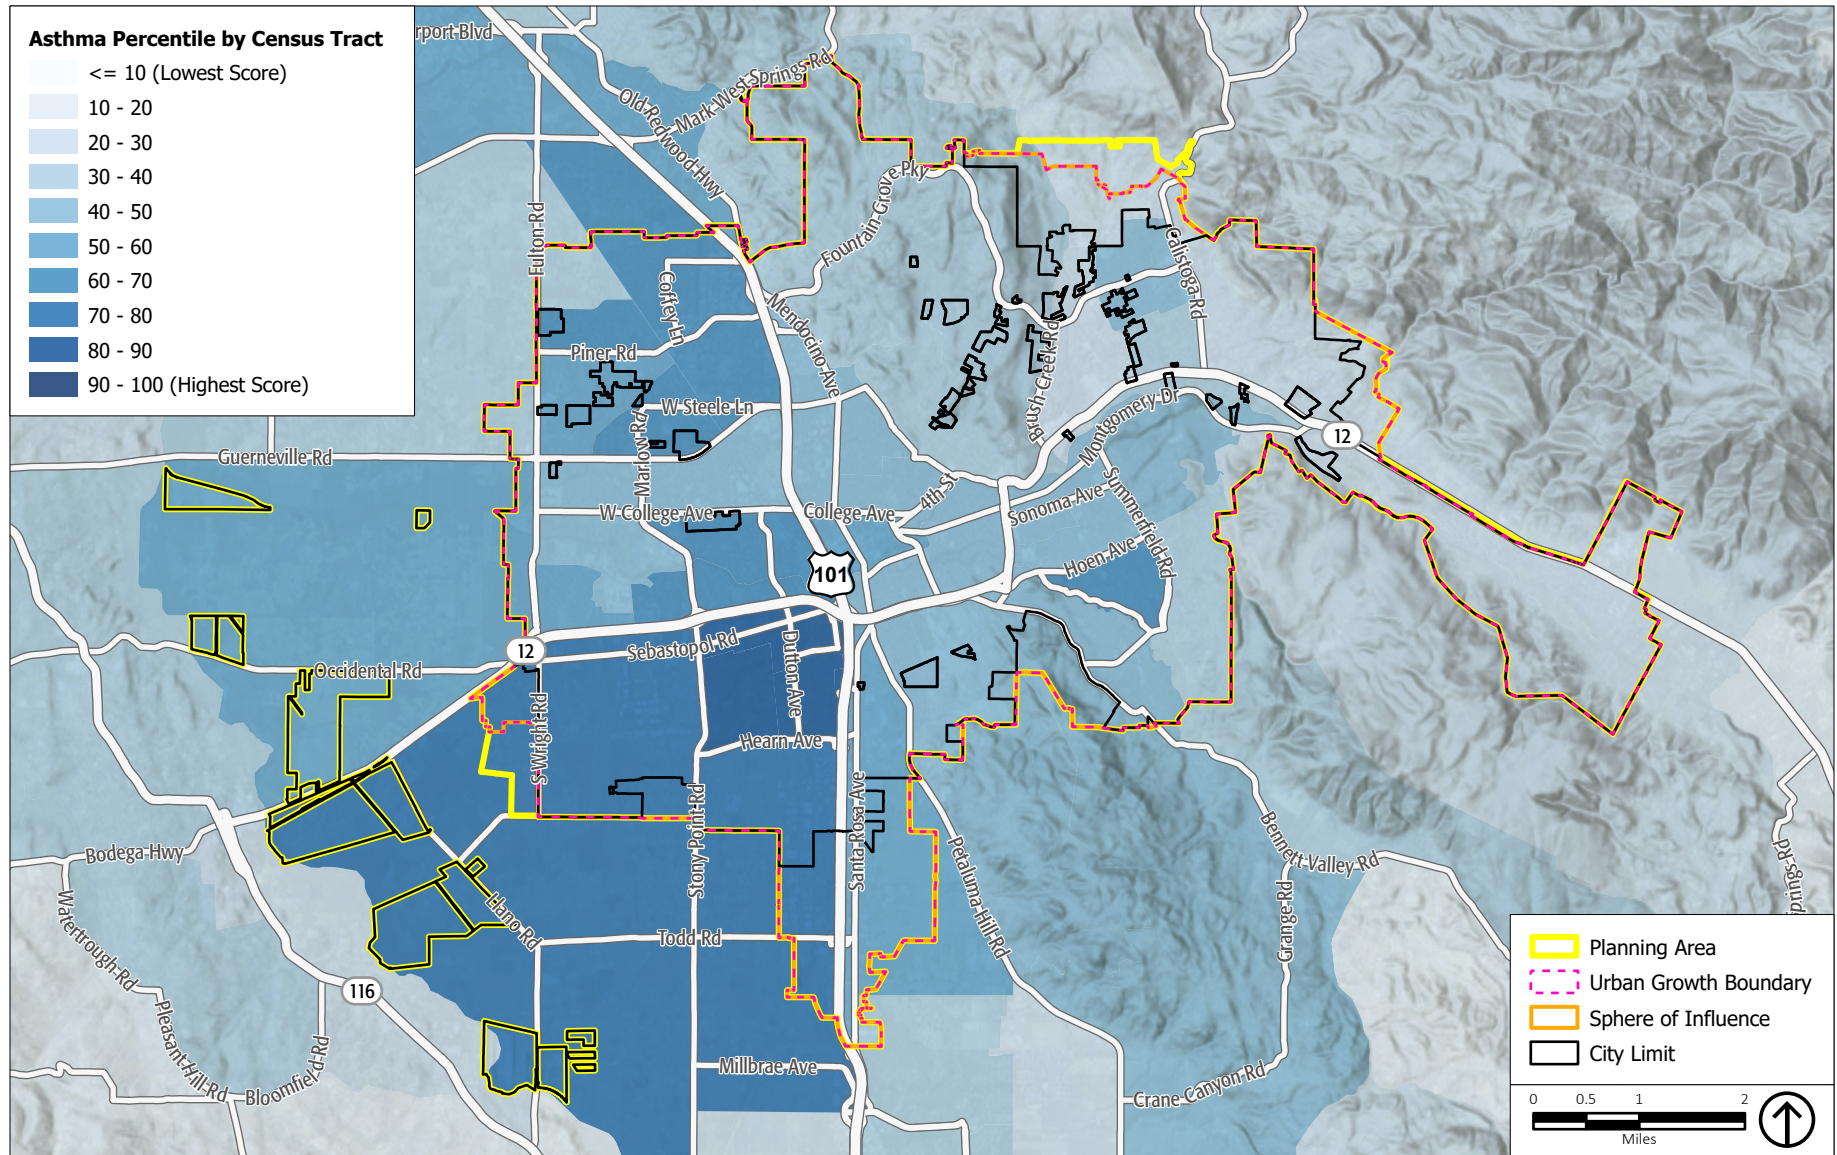 Asthma Percentile by Census Tract
<= 10 (Lowest Score)
10 - 20
20 - 30
30 - 40
40 - 50
50 - 60
60 - 70
70 - 80
80 - 90
90 - 100 (Highest Score)
rport Blvd
Old Redwood Hwy
Mark West Springs Rd
Fountain Grove Pky
Fulton Rd
Coffey Ln
Calistoga Rd
Mendocino Ave
Piner Rd
Brush Creek Rd
W Steele Ln
Marlow Rd
Montgomery Dr
12
Guerneville Rd
4th St
Summerfield Rd
Sonoma Ave
W College Ave
College Ave
Hoen Ave
101
12
Sebastopol Rd
Dutton Ave
Occidental Rd
S Wright Rd
Hearn Ave
Stony Point Rd
Santa Rosa Ave
Bodega Hwy
Petaluma Hill Rd
Bennett Valley Rd
Springs Rd
Watertrough Rd
Llano Rd
Todd Rd
Grange Rd
116
Pleasant Hill Rd
Bloomfield Rd
Millbrae Ave
Crane Canyon Rd
Planning Area
Urban Growth Boundary
Sphere of Influence
City Limit
0 0.5 1 2
Miles